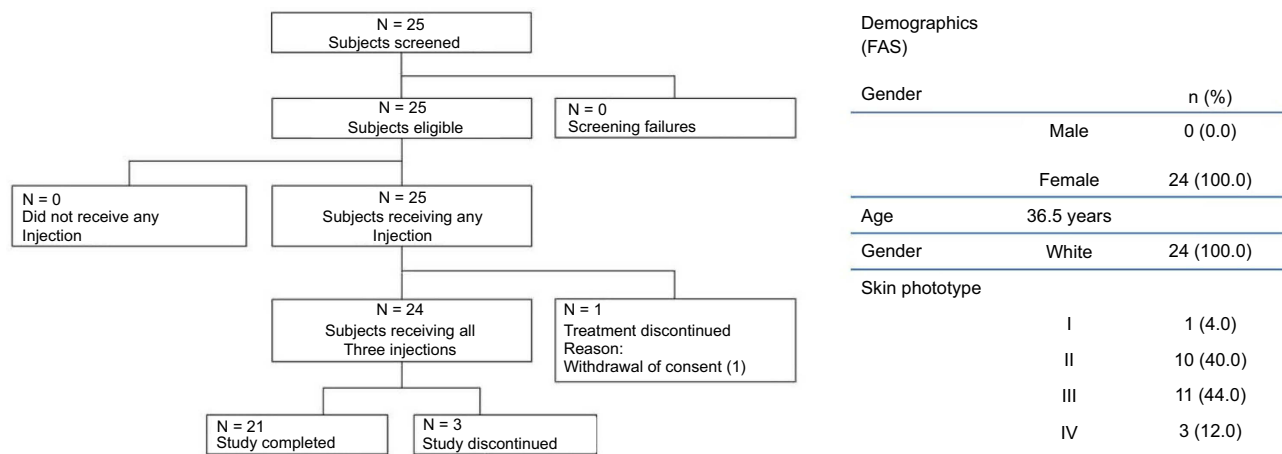 N = 25
Subjects screened
N = 25
Subjects eligible
N = 0
Screening failures
N = 0
Did not receive any
Injection
N = 25
Subjects receiving any
Injection
N = 24
Subjects receiving all
Three injections
N = 1
Treatment discontinued
Reason:
Withdrawal of consent (1)
N = 21
Study completed
N = 3
Study discontinued
Demographics
(FAS)
Gender n (%)
Male 0 (0.0)
Female 24 (100.0)
Age 36.5 years
Gender White 24 (100.0)
Skin phototype
I 1 (4.0)
II 10 (40.0)
III 11 (44.0)
IV 3 (12.0)